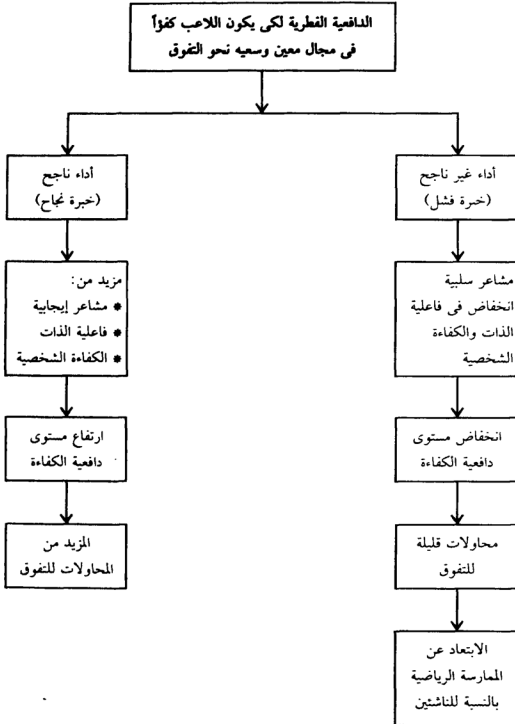 الدافعية الفطرية لكى يكون اللاعب كفؤاً
فى مجال معين وسعيه نحو التفوق
أداء غير ناجح
(خبرة فشل)
مشاعر سلبية
انخفاض فى فاعلية
الذات والكفاءة
الشخصية
انخفاض مستوى
دافعية الكفاءة
محاولات قليلة
للتفوق
الابتعاد عن
الممارسة الرياضية
بالنسبة للناشئين
أداء ناجح
(خبرة نجاح)
مزيد من:
* مشاعر إيجابية
* فاعلية الذات
* الكفاءة الشخصية
ارتفاع مستوى
دافعية الكفاءة
المزيد من
المحاولات للتفوق